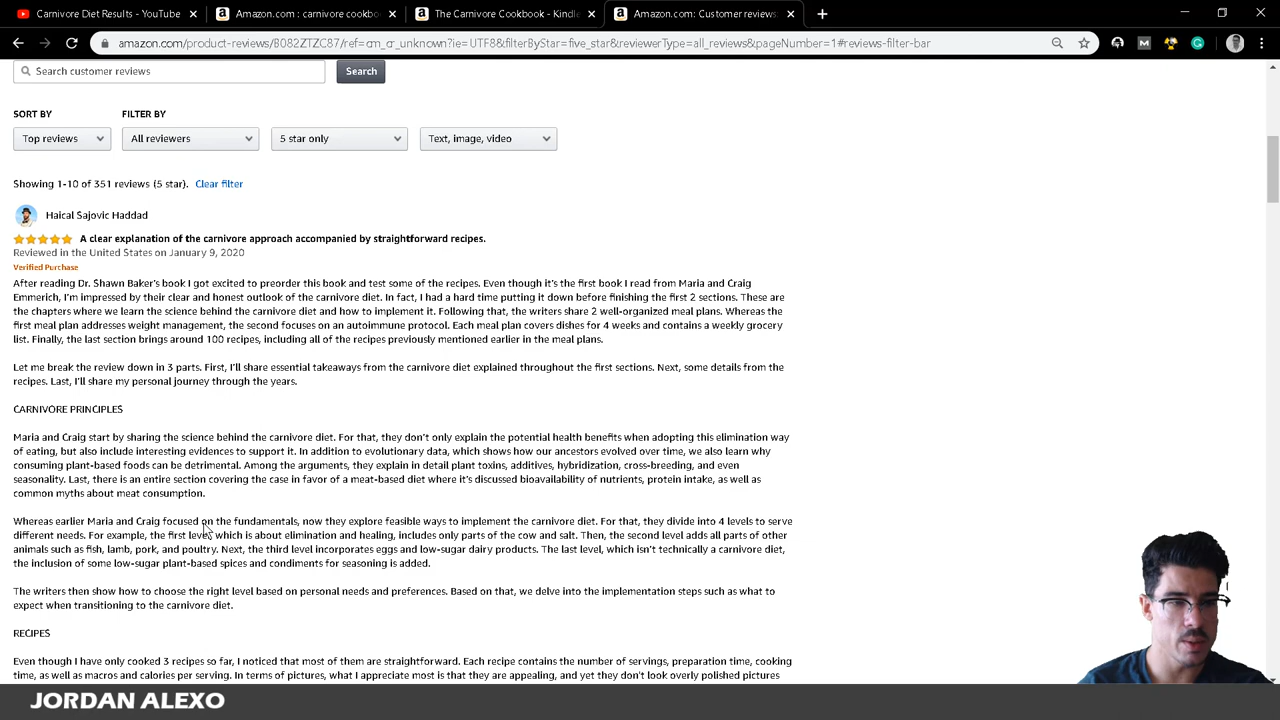 Carnivore Diet Results - YouTube
Amazon.com : carnivore cookbo
The Carnivore Cookbook - Kindle
Amazon.com: Customer reviews:
amazon.com/product-reviews/B082ZTZC87/ref=cm_cr_unknown?ie=UTF8&filterByStar=five_star&reviewerType=all_reviews&pageNumber=1#reviews-filter-bar
Search customer reviews
Search
SORT BY FILTER BY
Top reviews All reviewers 5 star only Text, image, video
Showing 1-10 of 351 reviews (5 star). Clear filter
Haical Sajovic Haddad
A clear explanation of the carnivore approach accompanied by straightforward recipes.
Reviewed in the United States on January 9, 2020
Verified Purchase
After reading Dr. Shawn Baker's book I got excited to preorder this book and test some of the recipes. Even though it's the first book I read from Maria and Craig
Emmerich, I'm impressed by their clear and honest outlook of the carnivore diet. In fact, I had a hard time putting it down before finishing the first 2 sections. These are
the chapters where we learn the science behind the carnivore diet and how to implement it. Following that, the writers share 2 well-organized meal plans. Whereas the
first meal plan addresses weight management, the second focuses on an autoimmune protocol. Each meal plan covers dishes for 4 weeks and contains a weekly grocery
list. Finally, the last section brings around 100 recipes, including all of the recipes previously mentioned earlier in the meal plans.
Let me break the review down in 3 parts. First, I'll share essential takeaways from the carnivore diet explained throughout the first sections. Next, some details from the
recipes. Last, I'll share my personal journey through the years.
CARNIVORE PRINCIPLES
Maria and Craig start by sharing the science behind the carnivore diet. For that, they don't only explain the potential health benefits when adopting this elimination way
of eating, but also include interesting evidences to support it. In addition to evolutionary data, which shows how our ancestors evolved over time, we also learn why
consuming plant-based foods can be detrimental. Among the arguments, they explain in detail plant toxins, additives, hybridization, cross-breeding, and even
seasonality. Last, there is an entire section covering the case in favor of a meat-based diet where it's discussed bioavailability of nutrients, protein intake, as well as
common myths about meat consumption.
Whereas earlier Maria and Craig focused on the fundamentals, now they explore feasible ways to implement the carnivore diet. For that, they divide into 4 levels to serve
different needs. For example, the first level, which is about elimination and healing, includes only parts of the cow and salt. Then, the second level adds all parts of other
animals such as fish, lamb, pork, and poultry. Next, the third level incorporates eggs and low-sugar dairy products. The last level, which isn't technically a carnivore diet,
the inclusion of some low-sugar plant-based spices and condiments for seasoning is added.
The writers then show how to choose the right level based on personal needs and preferences. Based on that, we delve into the implementation steps such as what to
expect when transitioning to the carnivore diet.
RECIPES
Even though I have only cooked 3 recipes so far, I noticed that most of them are straightforward. Each recipe contains the number of servings, preparation time, cooking
time, as well as macros and calories per serving. In terms of pictures, what I appreciate most is that they are appealing, and yet they don't look overly polished pictures
JORDAN ALEXO